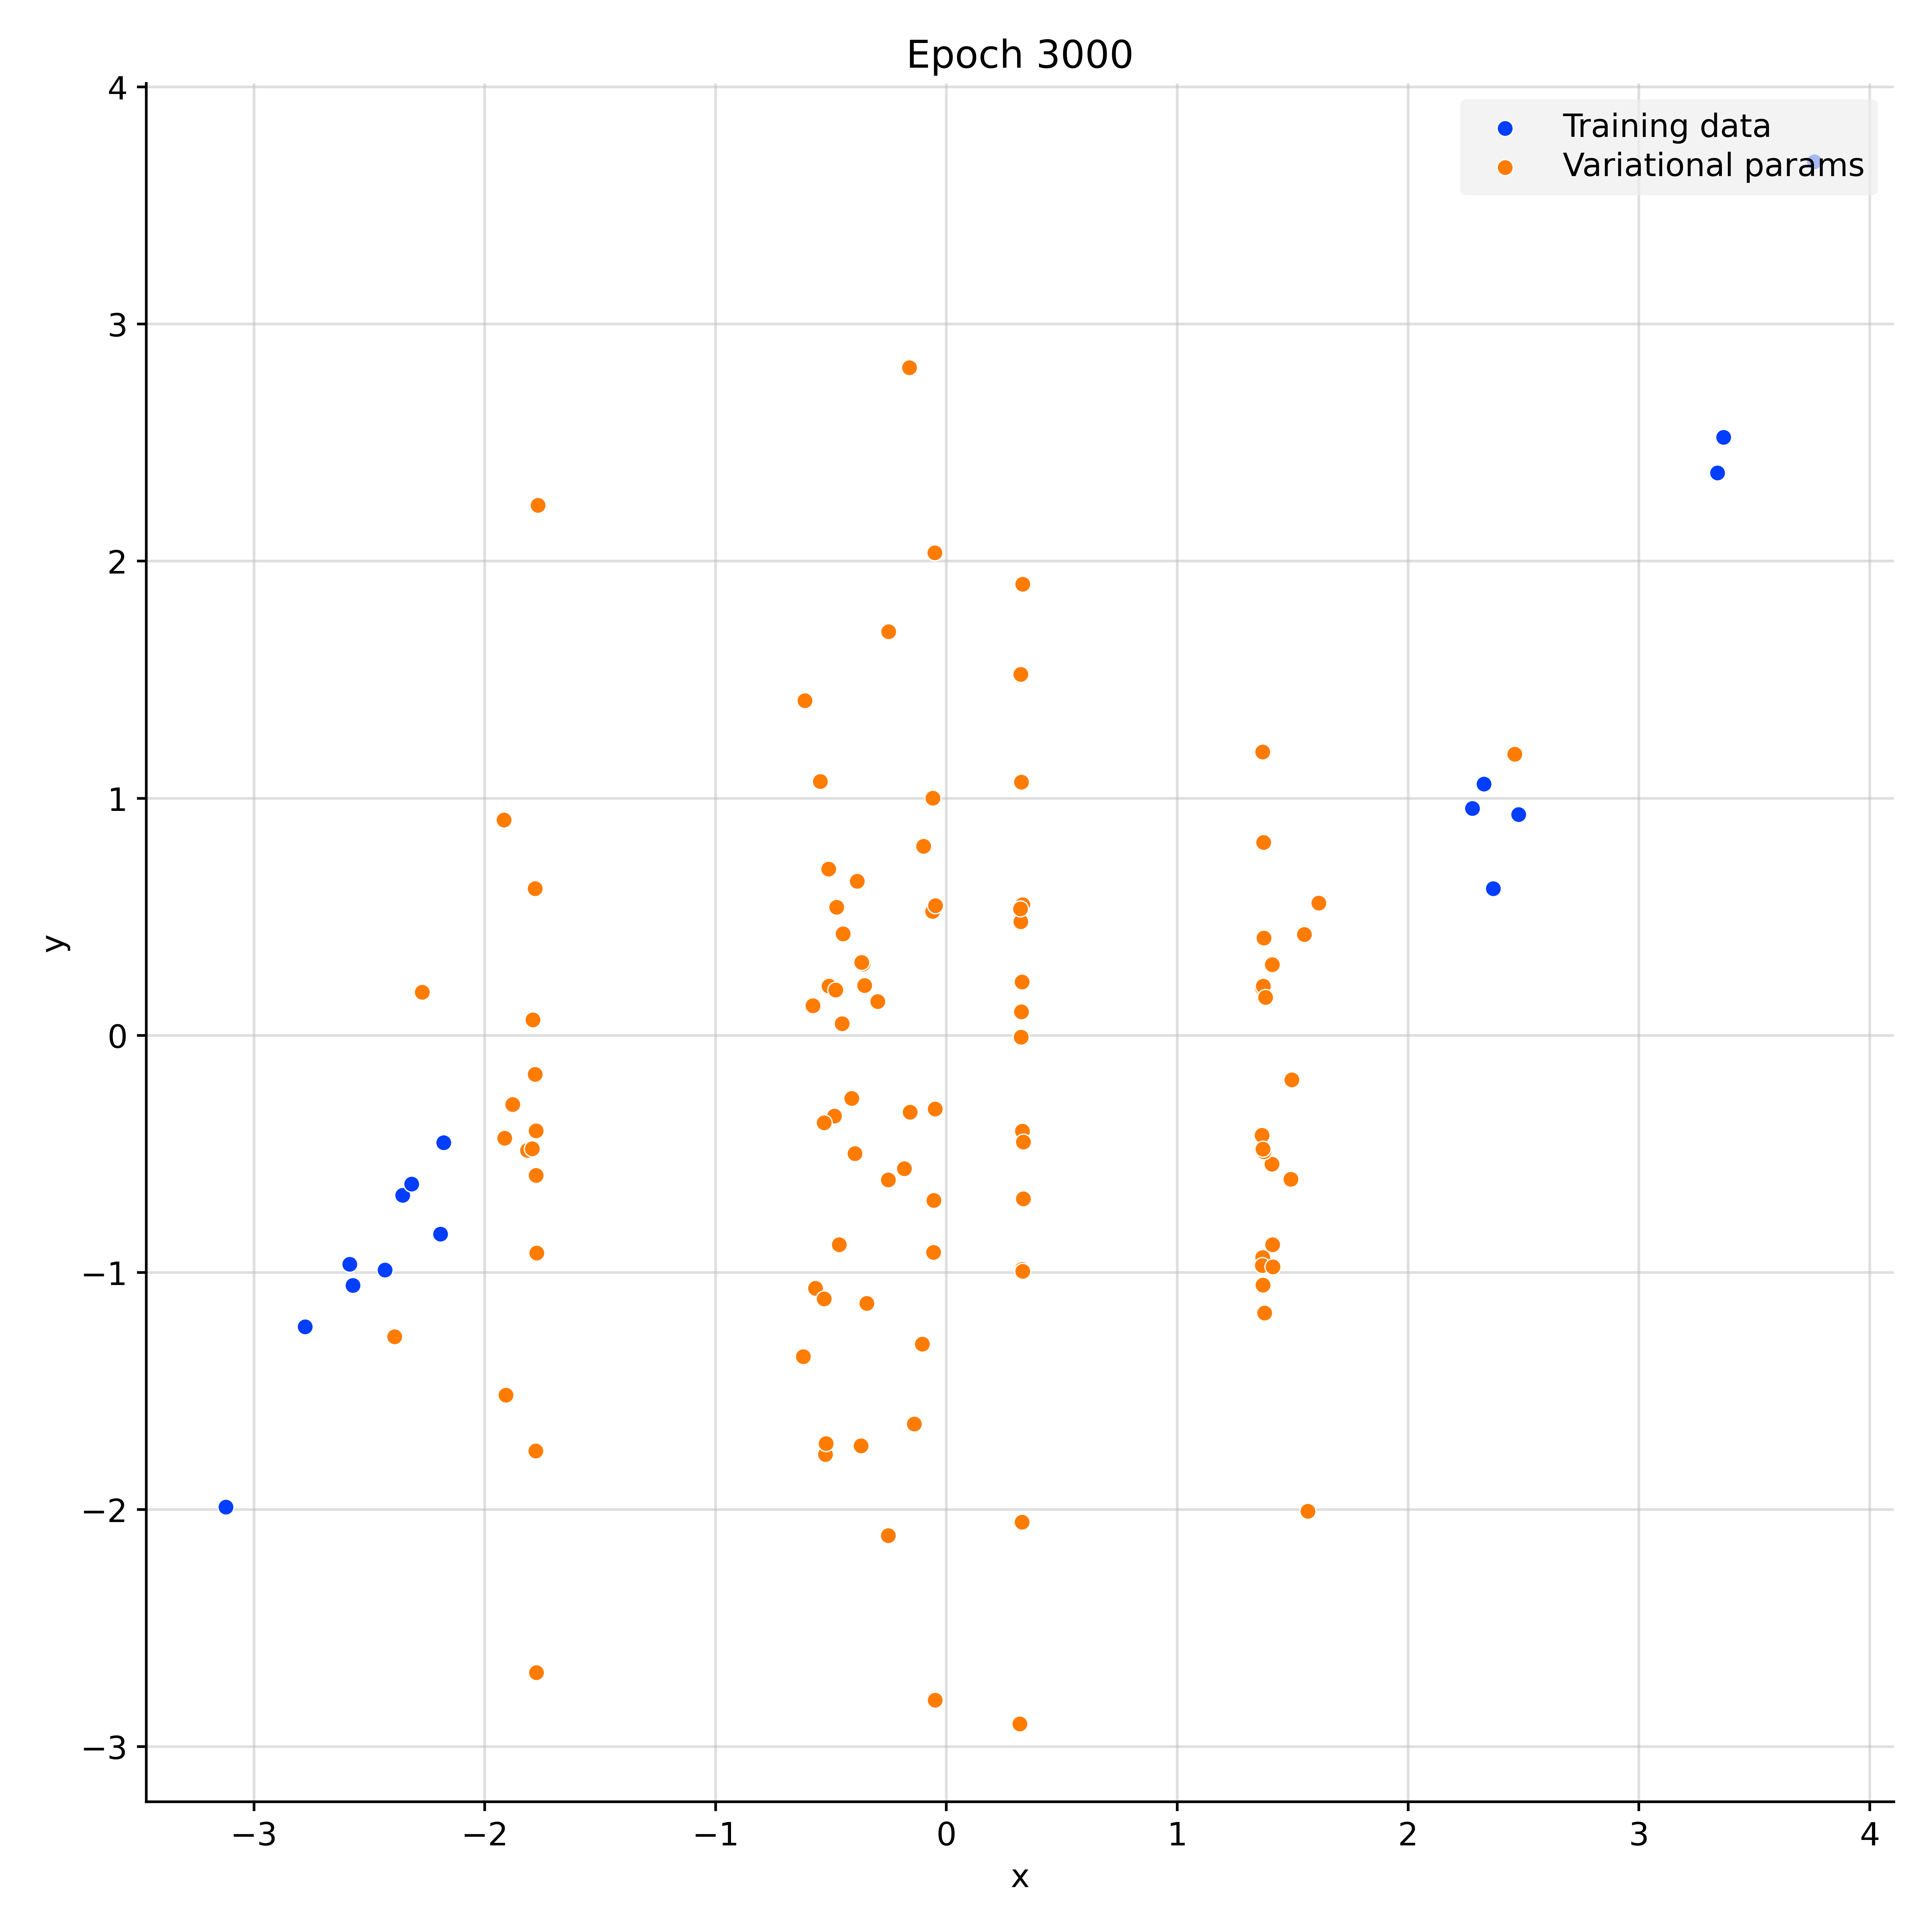 Epoch 3000
4
Training data
Variational params
3
2
1
0
−1
−2
−3
y
−3 −2 −1 0 1 2 3 4
x